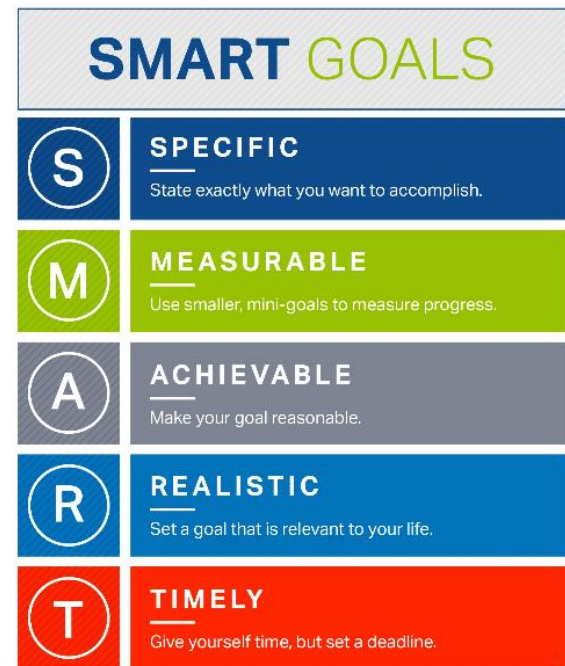 SMART GOALS
S
SPECIFIC
State exactly what you want to accomplish.
M
MEASURABLE
Use smaller, mini-goals to measure progress.
A
ACHIEVABLE
Make your goal reasonable.
R
REALISTIC
Set a goal that is relevant to your life.
T
TIMELY
Give yourself time, but set a deadline.